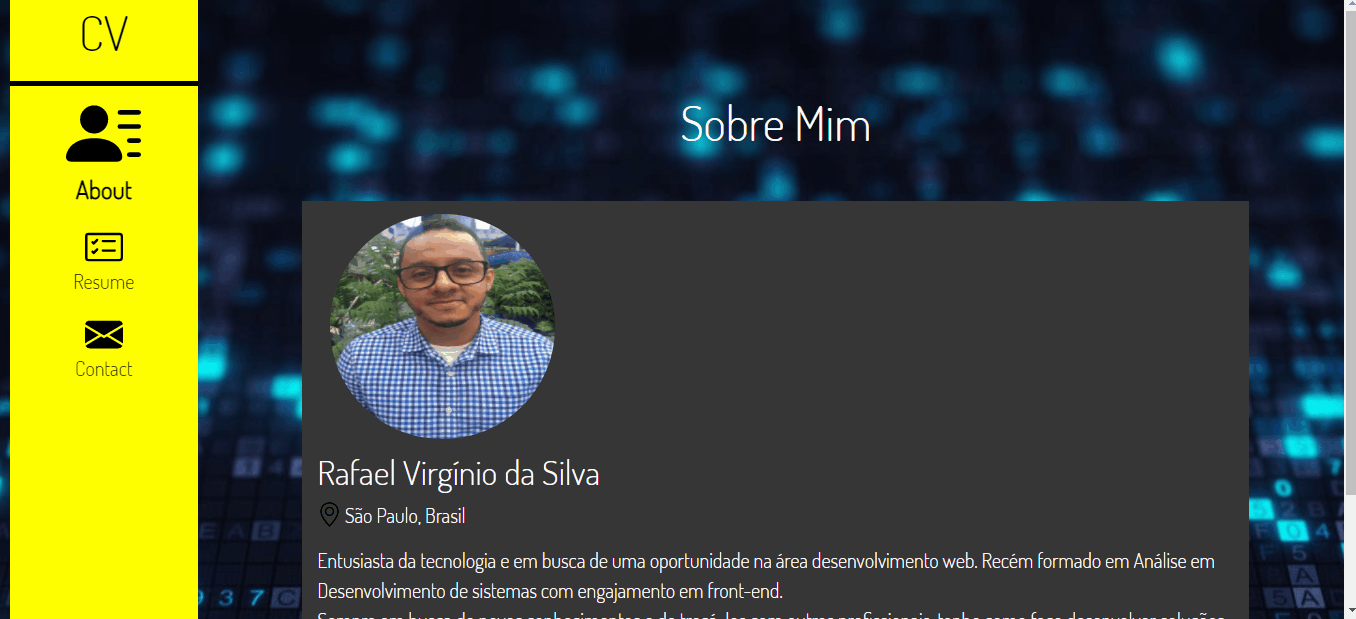 CV
About
Resume
Contact
Sobre Mim
Rafael Virgínio da Silva
São Paulo, Brasil
Entusiasta da tecnologia e em busca de uma oportunidade na área desenvolvimento web. Recém formado em Análise em
Desenvolvimento de sistemas com engajamento em front-end.